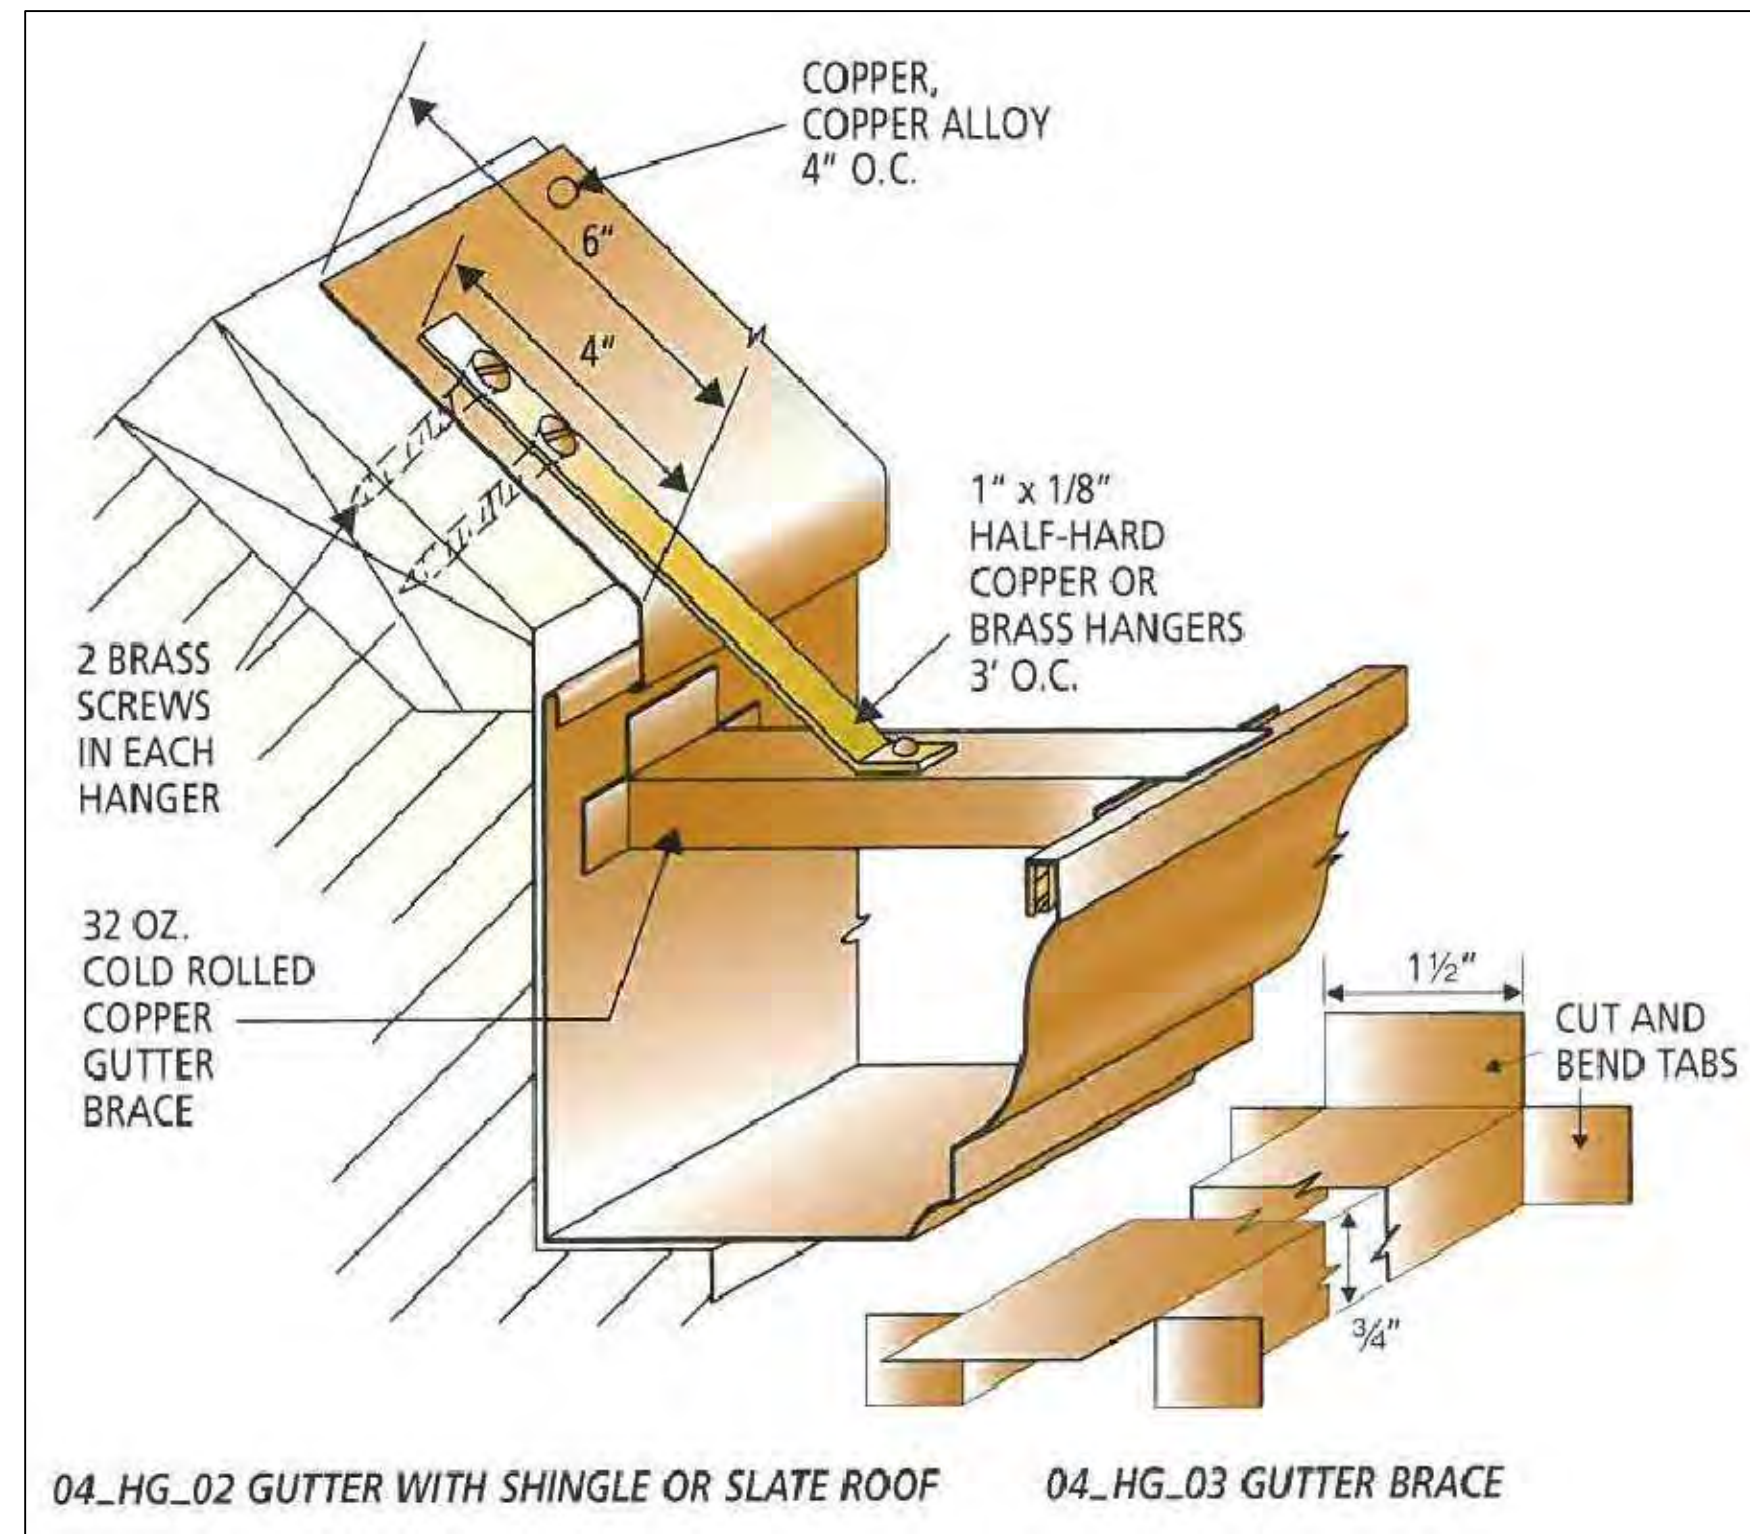 COPPER,
COPPER ALLOY
4" O.C.
6"
4"
1" x 1/8"
HALF-HARD
COPPER OR
BRASS HANGERS
3' O.C.
2 BRASS
SCREWS
IN EACH
HANGER
32 OZ.
COLD ROLLED
COPPER
GUTTER
BRACE
1½"
CUT AND
BEND TABS
¾"
04_HG_02 GUTTER WITH SHINGLE OR SLATE ROOF
04_HG_03 GUTTER BRACE